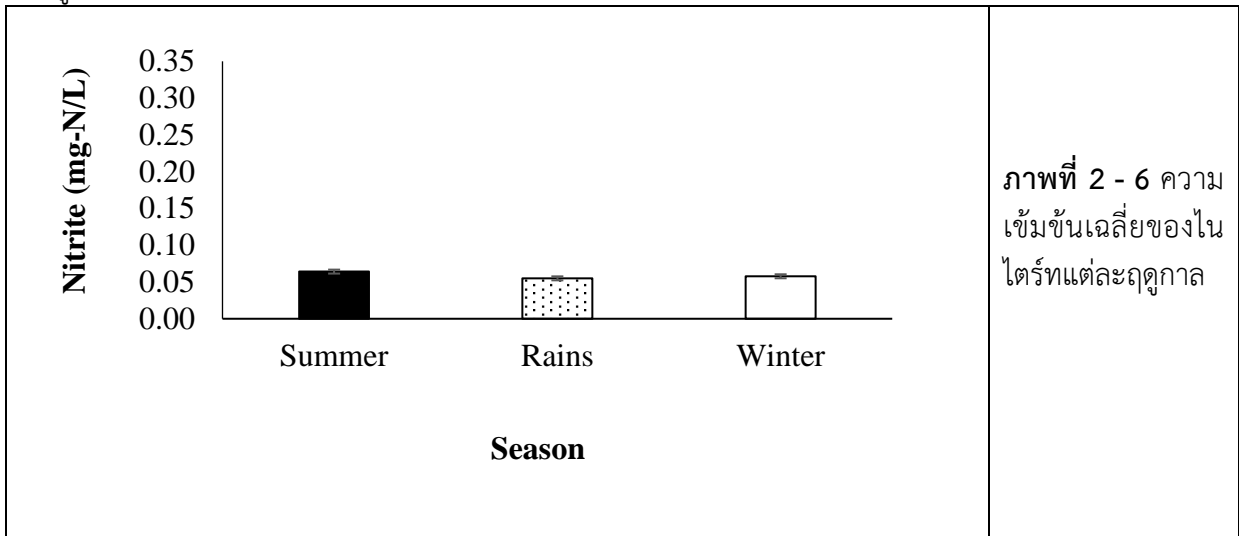 Nitrite (mg-N/L)
0.35
0.30
0.25
0.20
0.15
0.10
0.05
0.00
Summer Rains Winter
Season
ภาพที่ 2 - 6 ความ
เข้มข้นเฉลี่ยของไน
ไตร์ทแต่ละฤดูกาล